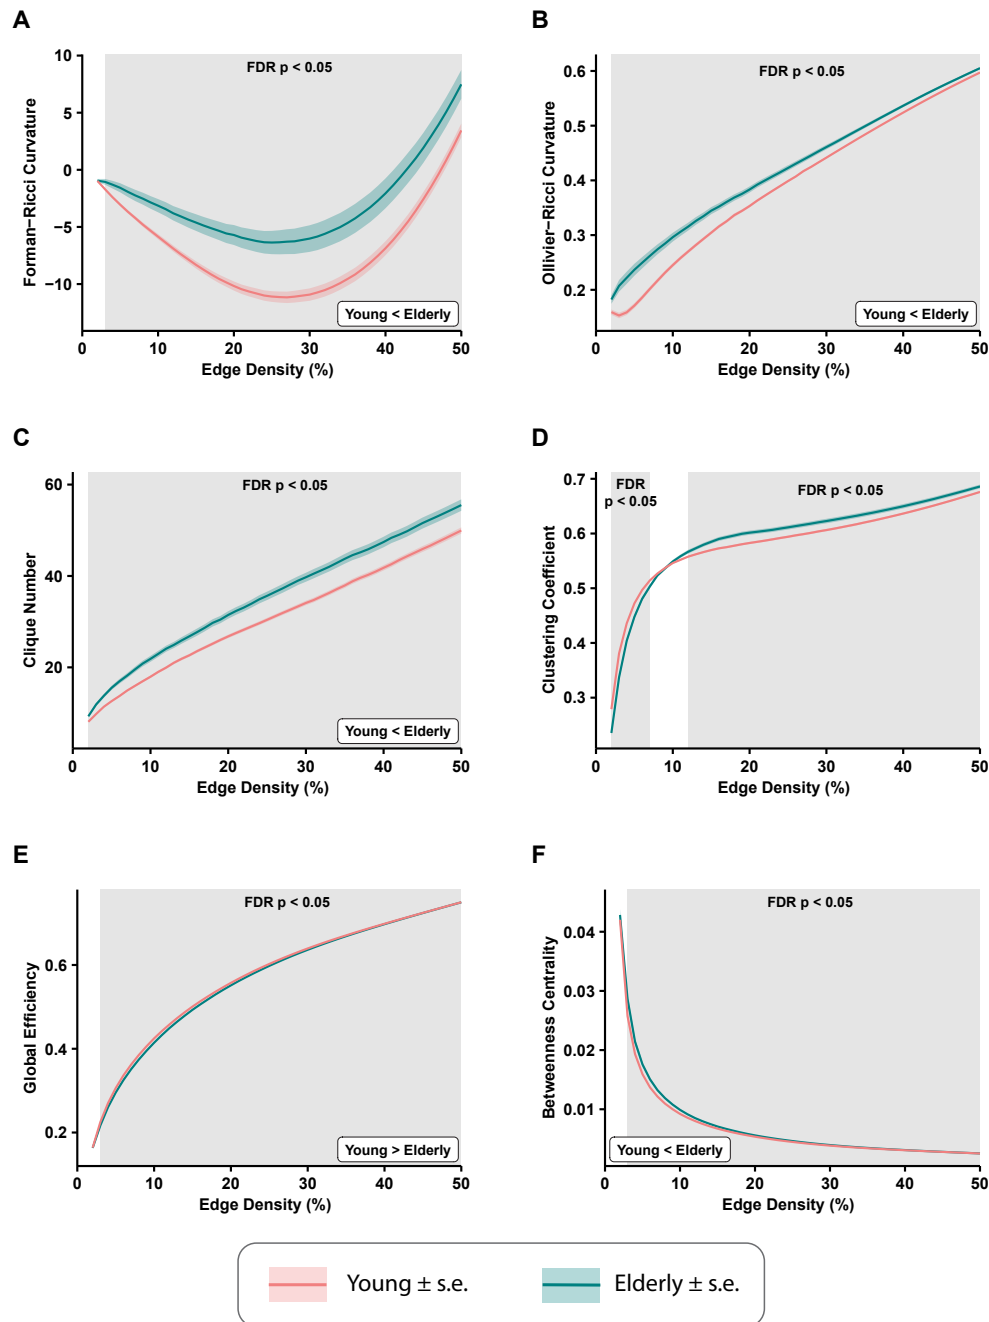 A
Forman−Ricci Curvature
10
5
0
−5
−10
FDR p < 0.05
Young < Elderly
0 10 20 30 40 50
Edge Density (%)
B
Ollivier−Ricci Curvature
0.6
0.5
0.4
0.3
0.2
FDR p < 0.05
Young < Elderly
0 10 20 30 40 50
Edge Density (%)
C
Clique Number
60
40
20
FDR p < 0.05
Young < Elderly
0 10 20 30 40 50
Edge Density (%)
D
Clustering Coefficient
0.7
0.6
0.5
0.4
0.3
FDR
p < 0.05
FDR p < 0.05
0 10 20 30 40 50
Edge Density (%)
E
Global Efficiency
0.6
0.4
0.2
FDR p < 0.05
Young > Elderly
0 10 20 30 40 50
Edge Density (%)
F
Betweenness Centrality
0.04
0.03
0.02
0.01
FDR p < 0.05
Young < Elderly
0 10 20 30 40 50
Edge Density (%)
Young ± s.e.
Elderly ± s.e.